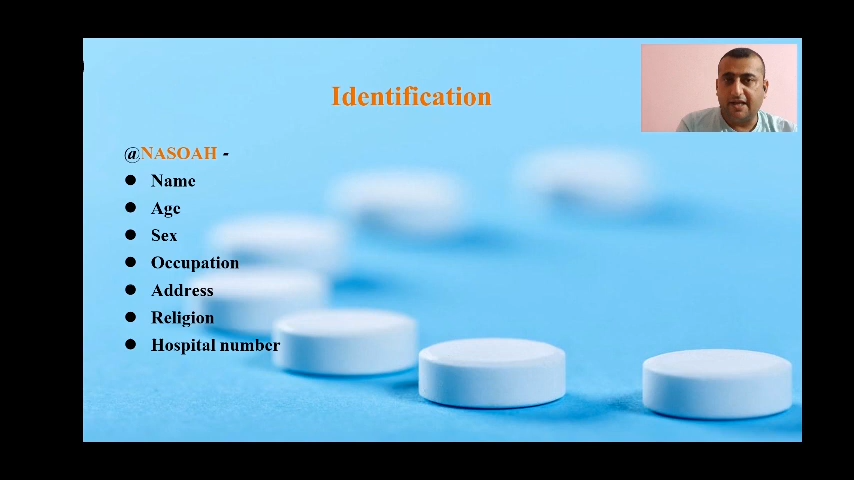 Identification
@NASOAH -
● Name
● Age
● Sex
● Occupation
● Address
● Religion
● Hospital number